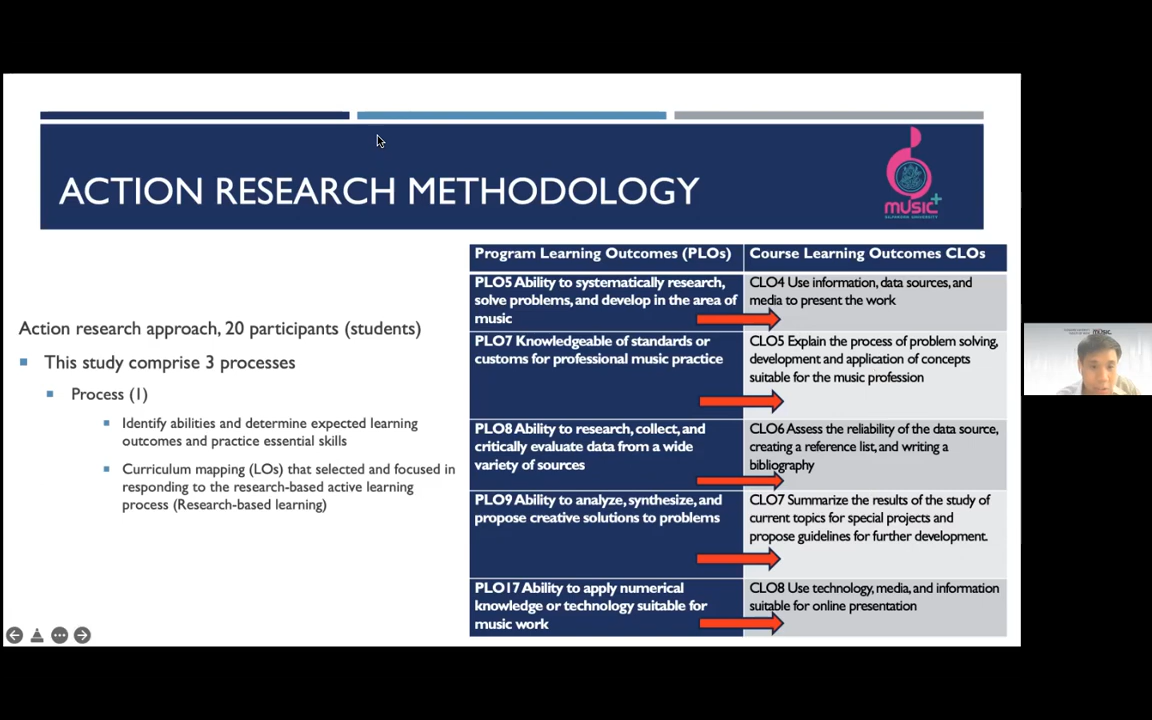 ACTION RESEARCH METHODOLOGY
MUSIC+
Action research approach, 20 participants (students)
This study comprise 3 processes
Process (1)
Identify abilities and determine expected learning
outcomes and practice essential skills
Curriculum mapping (LOs) that selected and focused in
responding to the research-based active learning
process (Research-based learning)
Program Learning Outcomes (PLOs)
Course Learning Outcomes CLOs
PLO5 Ability to systematically research,
solve problems, and develop in the area of
music
CLO4 Use information, data sources, and
media to present the work
PLO7 Knowledgeable of standards or
customs for professional music practice
CLO5 Explain the process of problem solving,
development and application of concepts
suitable for the music profession
PLO8 Ability to research, collect, and
critically evaluate data from a wide
variety of sources
CLO6 Assess the reliability of the data source,
creating a reference list, and writing a
bibliography
PLO9 Ability to analyze, synthesize, and
propose creative solutions to problems
CLO7 Summarize the results of the study of
current topics for special projects and
propose guidelines for further development.
PLO17 Ability to apply numerical
knowledge or technology suitable for
music work
CLO8 Use technology, media, and information
suitable for online presentation